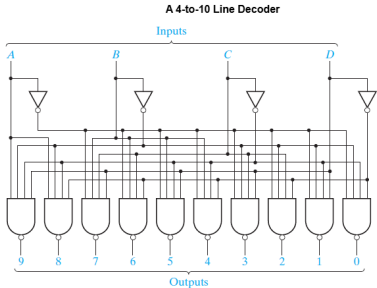 A 4-to-10 Line Decoder
Inputs
A B C D
9 8 7 6 5 4 3 2 1 0
Outputs